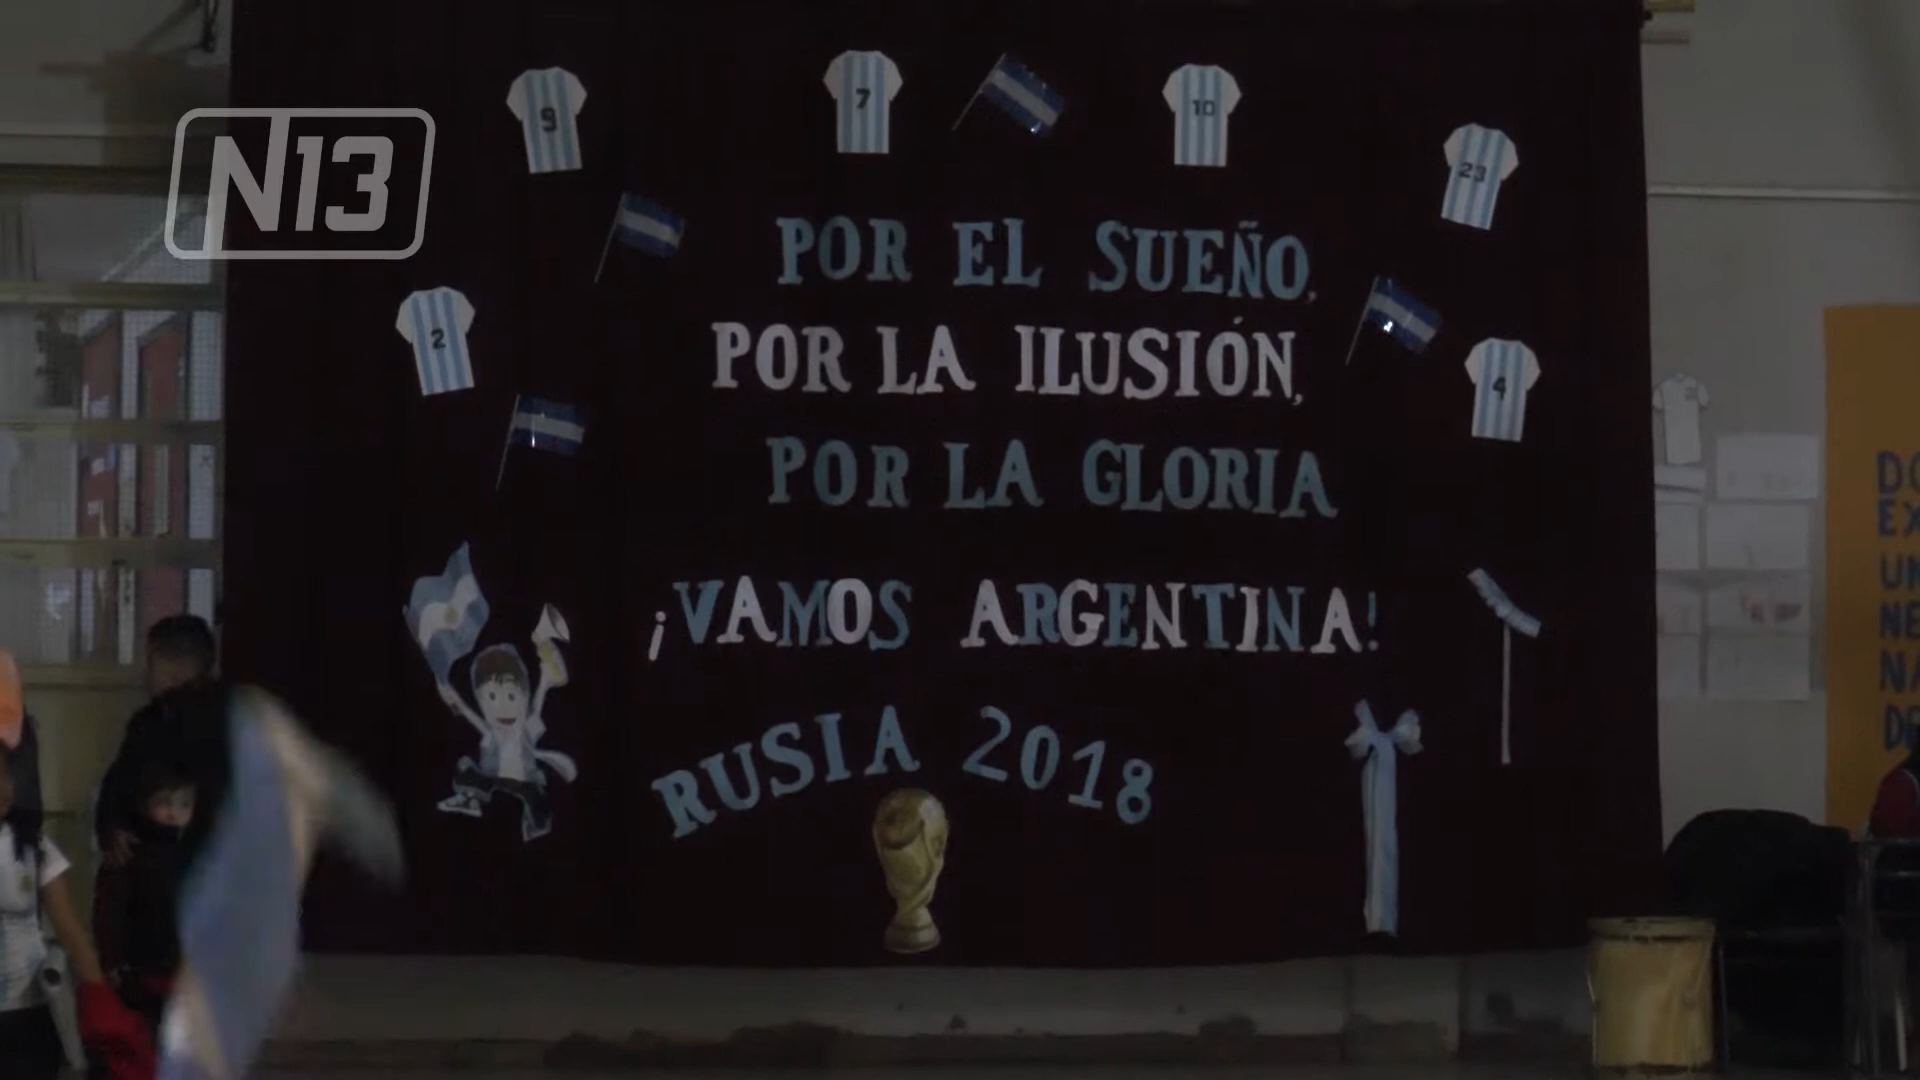 N13
9
7
10
23
2
4
POR EL SUEÑO,
POR LA ILUSIÓN,
POR LA GLORIA
¡VAMOS ARGENTINA!
RUSIA 2018
UN